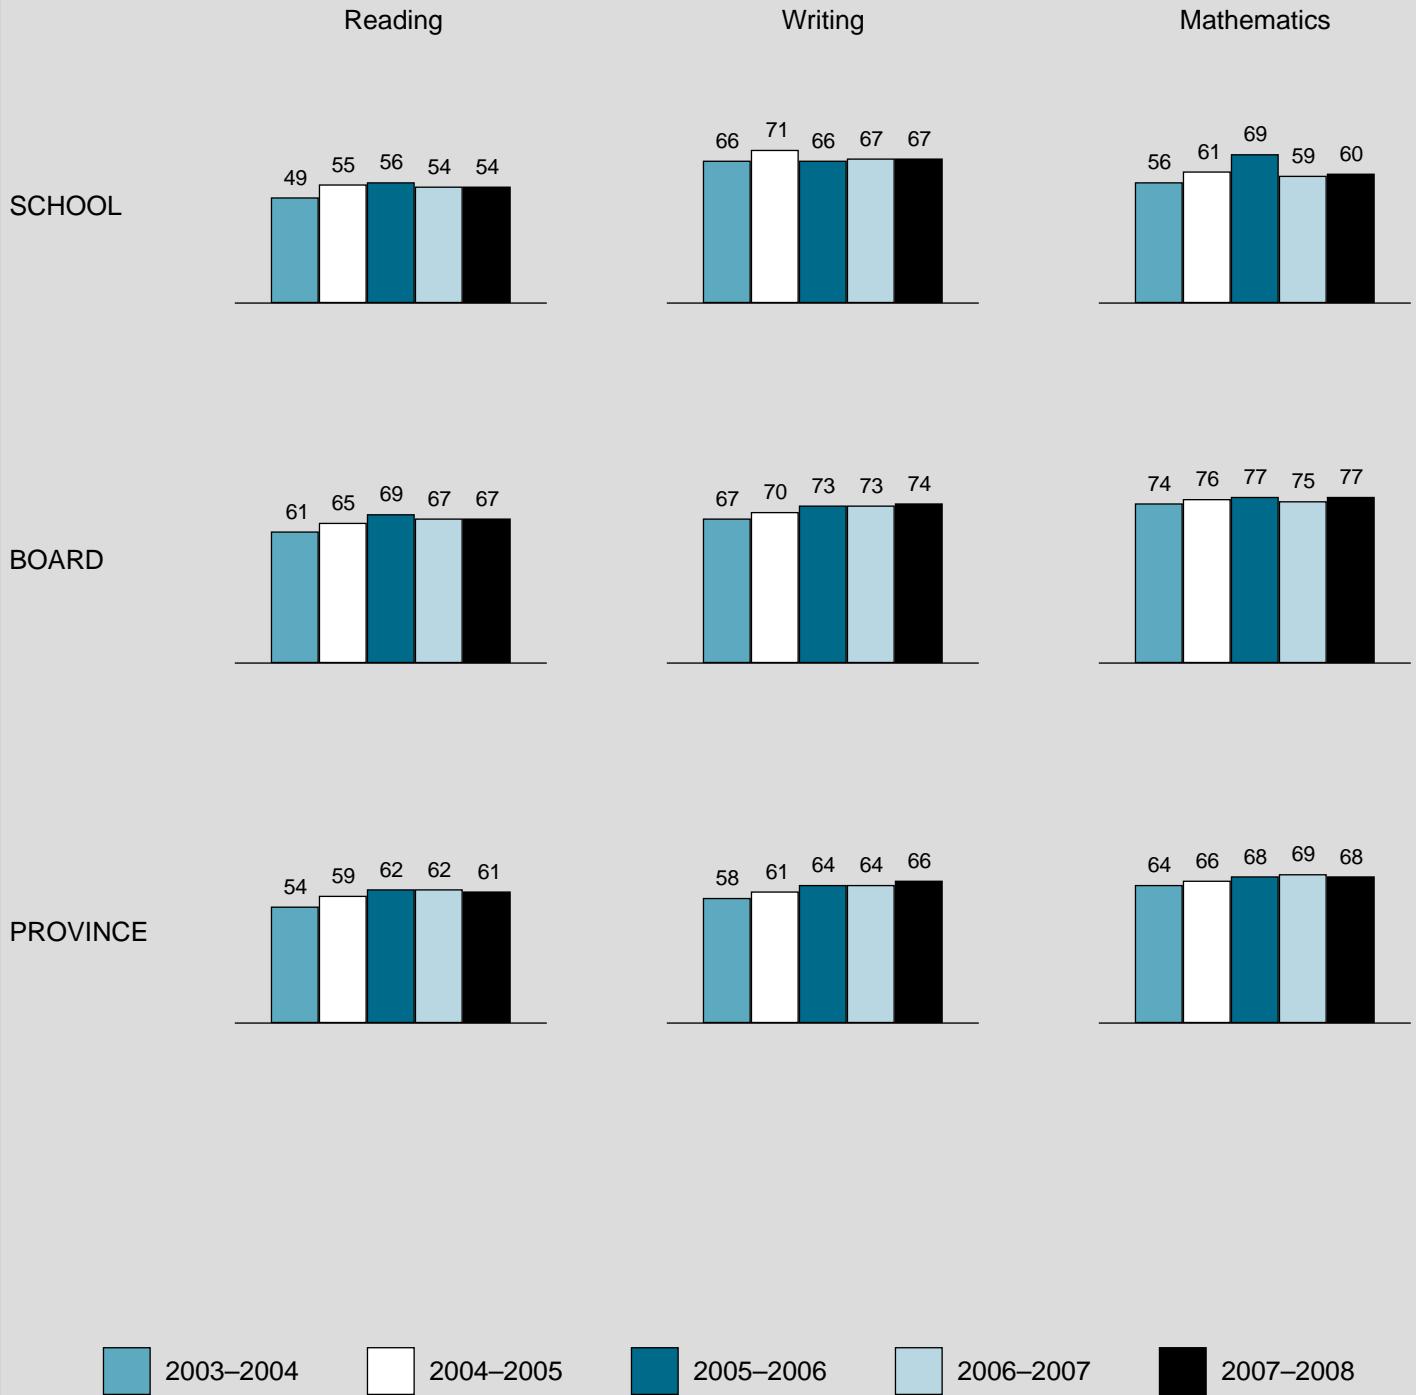 Reading Writing Mathematics
SCHOOL
49 55 56 54 54
66 71 66 67 67
56 61 69 59 60
BOARD
61 65 69 67 67
67 70 73 73 74
74 76 77 75 77
PROVINCE
54 59 62 62 61
58 61 64 64 66
64 66 68 69 68
2003–2004 2004–2005 2005–2006 2006–2007 2007–2008